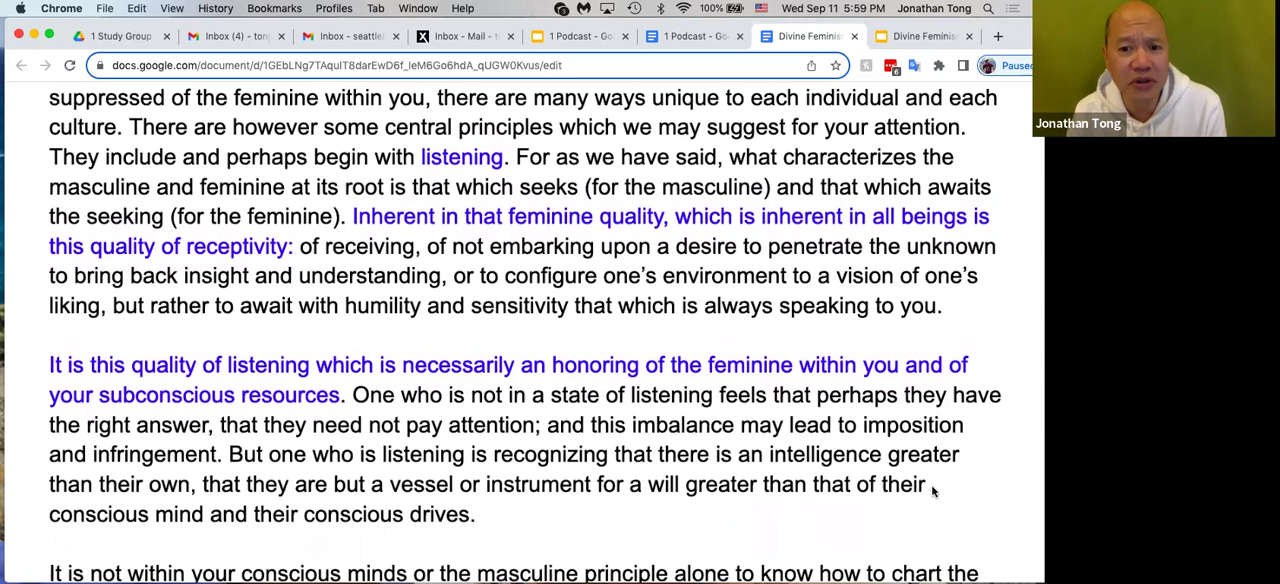 Chrome File Edit View History Bookmarks Profiles Tab Window Help 100% Wed Sep 11 5:59 PM Jonathan Tong
1 Study Group Inbox (4) - ton Inbox - seattle Inbox - Mail - t 1 Podcast - Go 1 Podcast - Go Divine Feminis Divine Feminis
docs.google.com/document/d/1GEbLNg7TAquIT8darEwD6f_IeM6Go6hdA_qUGW0Kvus/edit Paused
Jonathan Tong
suppressed of the feminine within you, there are many ways unique to each individual and each
culture. There are however some central principles which we may suggest for your attention.
They include and perhaps begin with listening. For as we have said, what characterizes the
masculine and feminine at its root is that which seeks (for the masculine) and that which awaits
the seeking (for the feminine). Inherent in that feminine quality, which is inherent in all beings is
this quality of receptivity: of receiving, of not embarking upon a desire to penetrate the unknown
to bring back insight and understanding, or to configure one's environment to a vision of one's
liking, but rather to await with humility and sensitivity that which is always speaking to you.
It is this quality of listening which is necessarily an honoring of the feminine within you and of
your subconscious resources. One who is not in a state of listening feels that perhaps they have
the right answer, that they need not pay attention; and this imbalance may lead to imposition
and infringement. But one who is listening is recognizing that there is an intelligence greater
than their own, that they are but a vessel or instrument for a will greater than that of their
conscious mind and their conscious drives.
It is not within your conscious minds or the masculine principle alone to know how to chart the